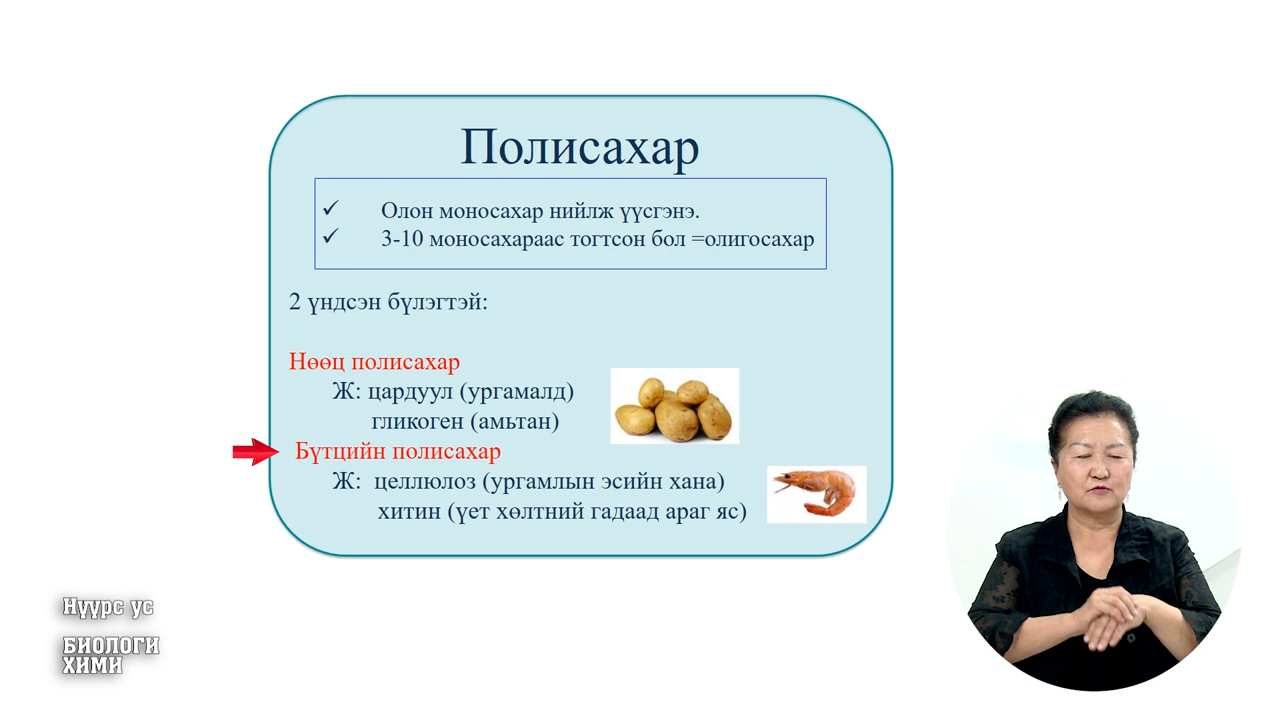 Полисахар
✓ Олон моносахар нийлж үүсгэнэ.
✓ 3-10 моносахараас тогтсон бол =олигосахар
2 үндсэн бүлэгтэй:
Нөөц полисахар
Ж: цардуул (ургамалд)
гликоген (амьтан)
Бүтцийн полисахар
Ж: целлюлоз (ургамлын эсийн хана)
хитин (үет хөлтний гадаад араг яс)
Нүүрс ус
БИОЛОГИ
ХИМИ